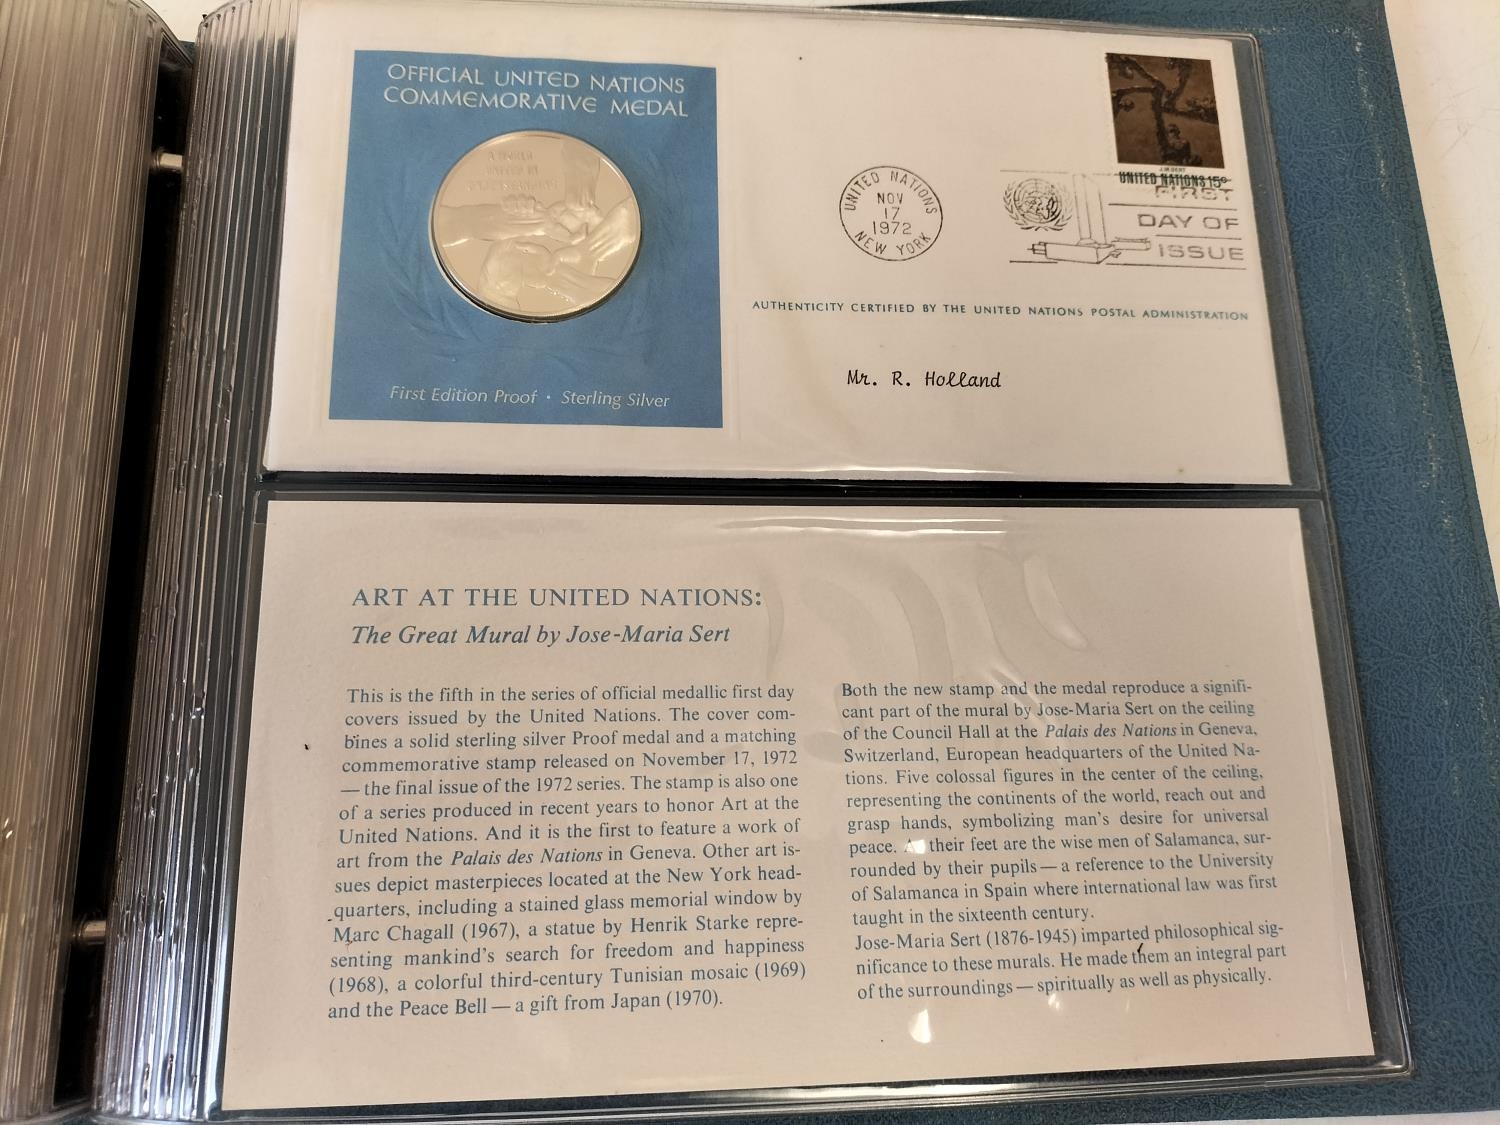 OFFICIAL UNITED NATIONS
COMMEMORATIVE MEDAL
First Edition Proof · Sterling Silver
UNITED NATIONS
NOV
17
1972
NEW YORK
UNITED NATIONS 15c
FIRST
DAY OF
ISSUE
AUTHENTICITY CERTIFIED BY THE UNITED NATIONS POSTAL ADMINISTRATION
Mr. R. Holland
ART AT THE UNITED NATIONS:
The Great Mural by Jose-Maria Sert
This is the fifth in the series of official medallic first day
covers issued by the United Nations. The cover com-
bines a solid sterling silver Proof medal and a matching
commemorative stamp released on November 17, 1972
— the final issue of the 1972 series. The stamp is also one
of a series produced in recent years to honor Art at the
United Nations. And it is the first to feature a work of
art from the Palais des Nations in Geneva. Other art is-
sues depict masterpieces located at the New York head-
quarters, including a stained glass memorial window by
Marc Chagall (1967), a statue by Henrik Starke repre-
senting mankind's search for freedom and happiness
(1968), a colorful third-century Tunisian mosaic (1969)
and the Peace Bell — a gift from Japan (1970).
Both the new stamp and the medal reproduce a signifi-
cant part of the mural by Jose-Maria Sert on the ceiling
of the Council Hall at the Palais des Nations in Geneva,
Switzerland, European headquarters of the United Na-
tions. Five colossal figures in the center of the ceiling,
representing the continents of the world, reach out and
grasp hands, symbolizing man's desire for universal
peace. At their feet are the wise men of Salamanca, sur-
rounded by their pupils — a reference to the University
of Salamanca in Spain where international law was first
taught in the sixteenth century.
Jose-Maria Sert (1876-1945) imparted philosophical sig-
nificance to these murals. He made them an integral part
of the surroundings — spiritually as well as physically.